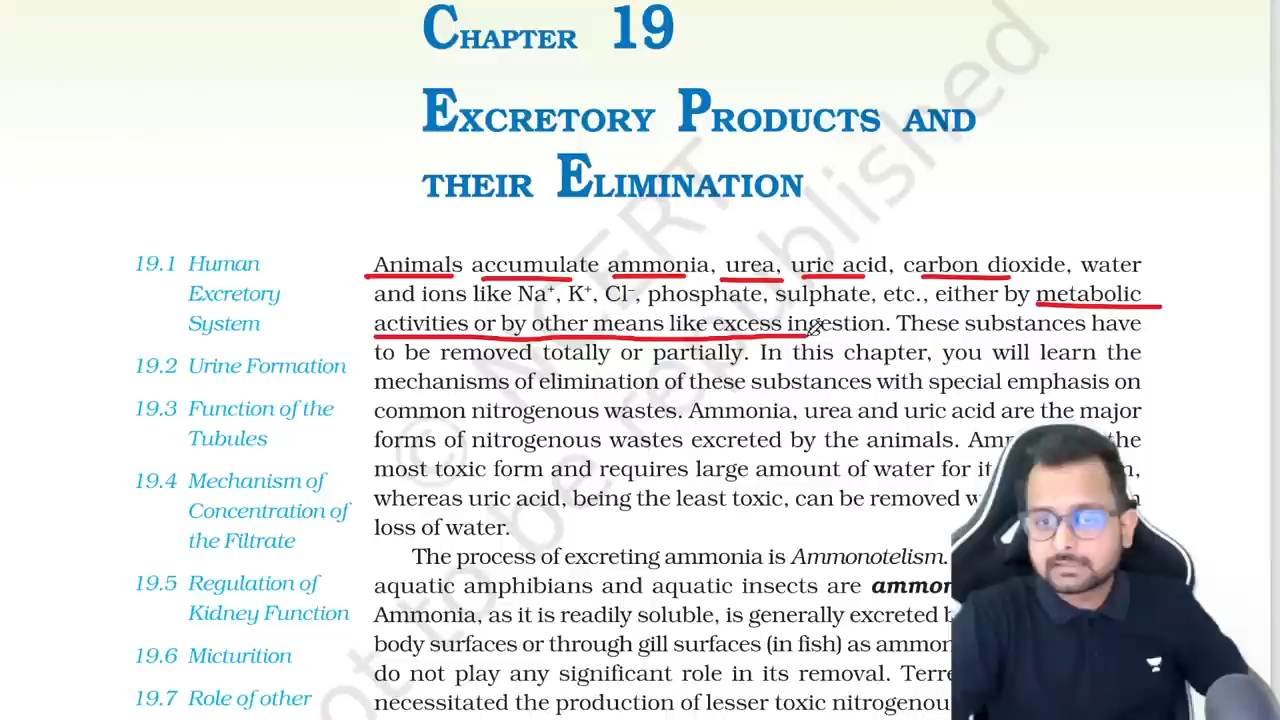 CHAPTER 19
EXCRETORY PRODUCTS AND
THEIR ELIMINATION
19.1 Human
Excretory
System
19.2 Urine Formation
19.3 Function of the
Tubules
19.4 Mechanism of
Concentration of
the Filtrate
19.5 Regulation of
Kidney Function
19.6 Micturition
19.7 Role of other
Animals accumulate ammonia, urea, uric acid, carbon dioxide, water
and ions like Na⁺, K⁺, Cl⁻, phosphate, sulphate, etc., either by metabolic
activities or by other means like excess ingestion. These substances have
to be removed totally or partially. In this chapter, you will learn the
mechanisms of elimination of these substances with special emphasis on
common nitrogenous wastes. Ammonia, urea and uric acid are the major
forms of nitrogenous wastes excreted by the animals. the
most toxic form and requires large amount of water for
whereas uric acid, being the least toxic, can be removed
loss of water.
The process of excreting ammonia is Ammonotelism.
aquatic amphibians and aquatic insects are
Ammonia, as it is readily soluble, is generally excreted
body surfaces or through gill surfaces (in fish) as
do not play any significant role in its removal.
necessitated the production of lesser toxic
© NCERT
not to be republished